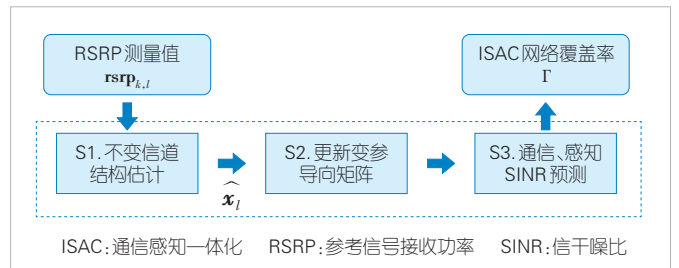 RSRP测量值
rsrp_{k,l}
ISAC网络覆盖率
Γ
S1.不变信道
结构估计
S2.更新变参
导向矩阵
S3.通信、感知
SINR预测
\widehat{x}_l
ISAC:通信感知一体化 RSRP:参考信号接收功率 SINR:信干噪比